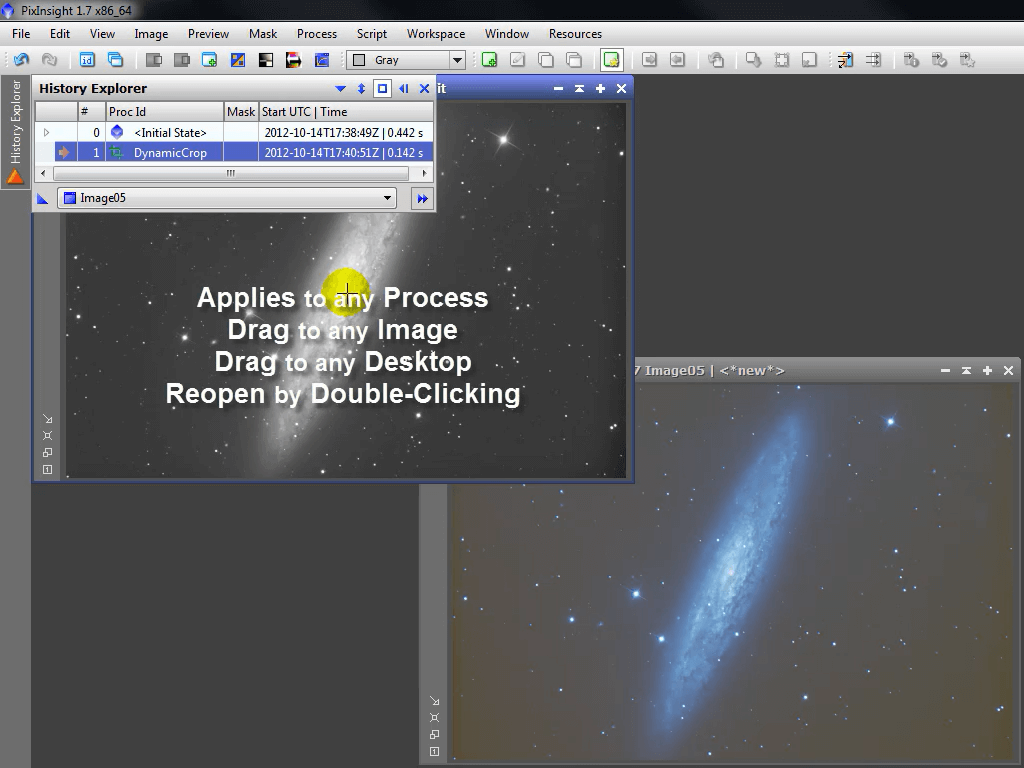 PixInsight 1.7 x86_64
File Edit View Image Preview Mask Process Script Workspace Window Resources
id Gray
History Explorer
History Explorer
it
# Proc Id Mask Start UTC | Time
0 <Initial State> 2012-10-14T17:38:49Z | 0.442 s
1 DynamicCrop 2012-10-14T17:40:51Z | 0.142 s
Image05
Applies to any Process
Drag to any Image
Drag to any Desktop
Reopen by Double-Clicking
7 Image05 | <*new*>